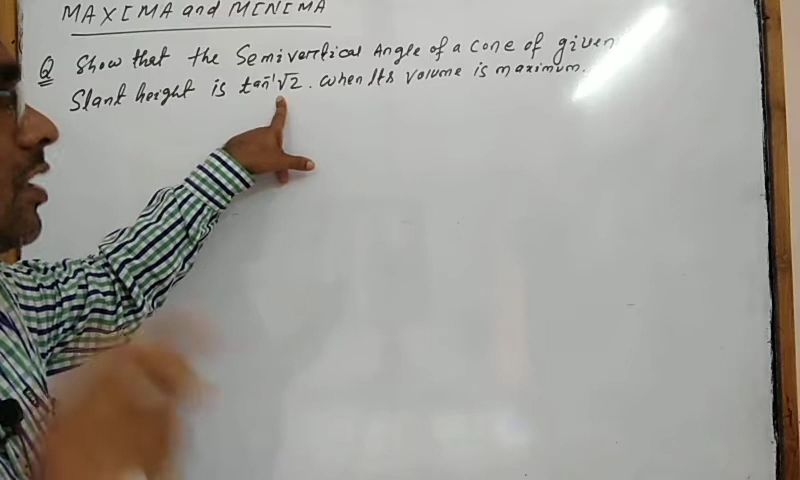 MAXIMA and MINIMA
Q Show that the Semivertical Angle of a Cone of given
Slant height is tan⁻¹√2. when Its volume is maximum.